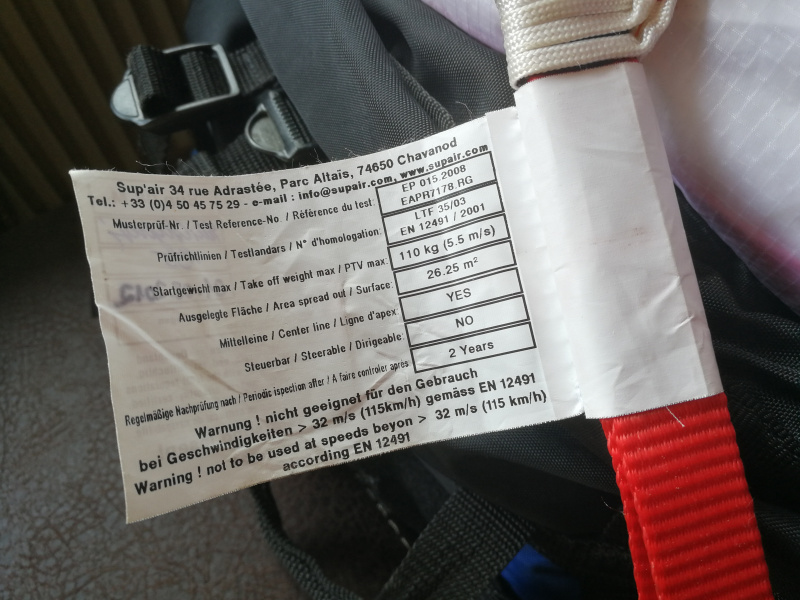 Sup'air 34 rue Adrastée, Parc Altaïs, 74650 Chavanod
Tel.: +33 (0)4 50 45 75 29 - e-mail : info@supair.com, www.supair.com
Musterprüf-Nr. / Test Reference-No. / Référence du test: EP 015.2008
EAPR7178.RG
Prüfrichtlinien / Testlandars / N° d'homologation: LTF 35/03
EN 12491 / 2001
Startgewicht max / Take off weight max / PTV max: 110 kg (5.5 m/s)
Ausgelegte Fläche / Area spread out / Surface: 26.25 m²
Mittelleine / Center line / Ligne d'apex: YES
Steuerbar / Steerable / Dirigeable: NO
Regelmäßige Nachprüfung nach / Periodic ispection after / A faire controler apres: 2 Years
Warnung ! nicht geeignet für den Gebrauch
bei Geschwindigkeiten > 32 m/s (115km/h) gemäss EN 12491
Warning ! not to be used at speeds beyon > 32 m/s (115 km/h)
according EN 12491